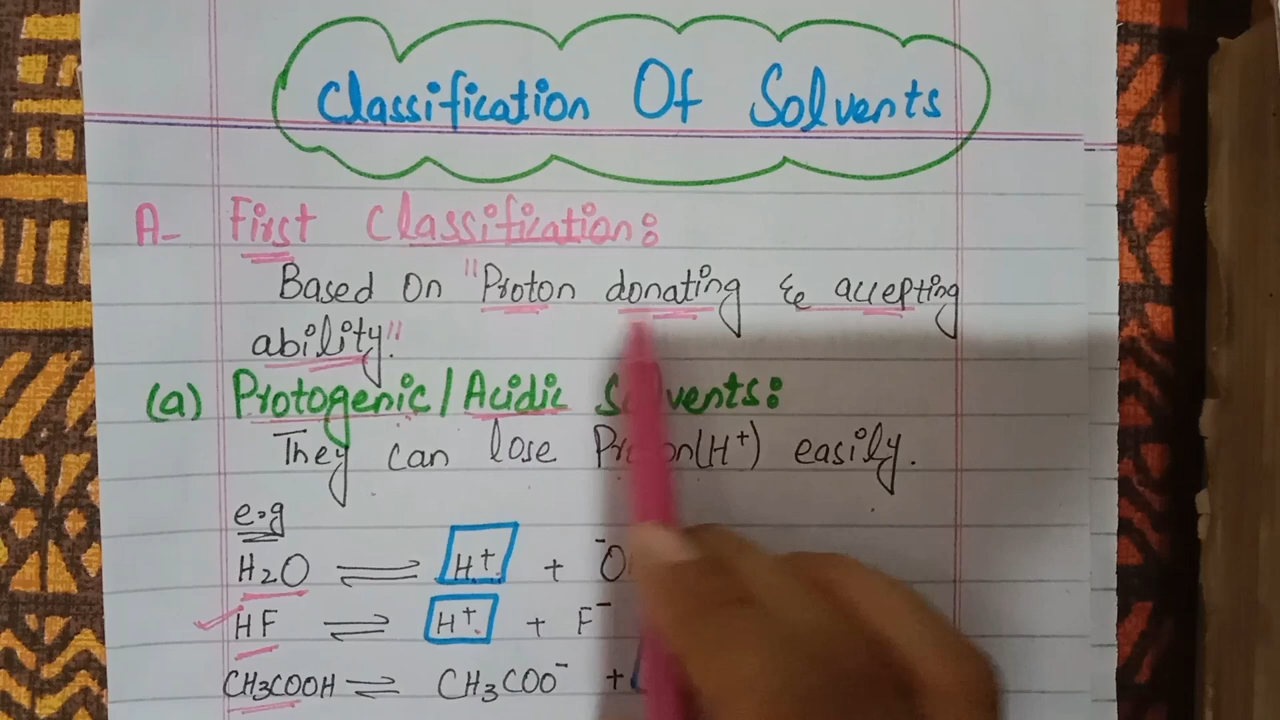 Classification Of Solvents
A- First Classification:
Based on "Proton donating & accepting
ability".
(a) Protogenic/Acidic
They can lose (H⁺) easily.
e.g
H2O ⇌ H⁺ +
HF ⇌ H⁺ + F⁻
CH3COOH ⇌ CH3COO⁻ +